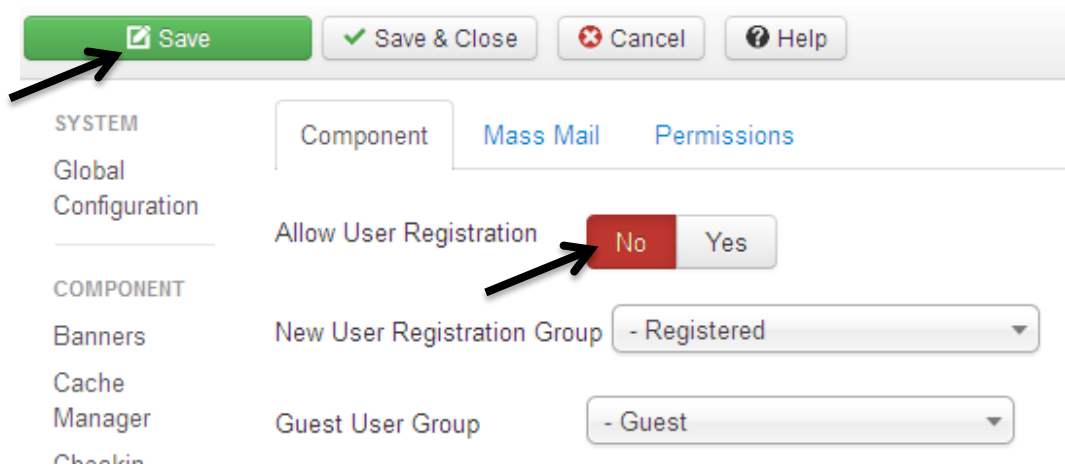 Save Save & Close Cancel Help
SYSTEM
Component Mass Mail Permissions
Global
Configuration
Allow User Registration No Yes
COMPONENT
Banners
New User Registration Group - Registered
Cache
Manager
Guest User Group - Guest
Checkin